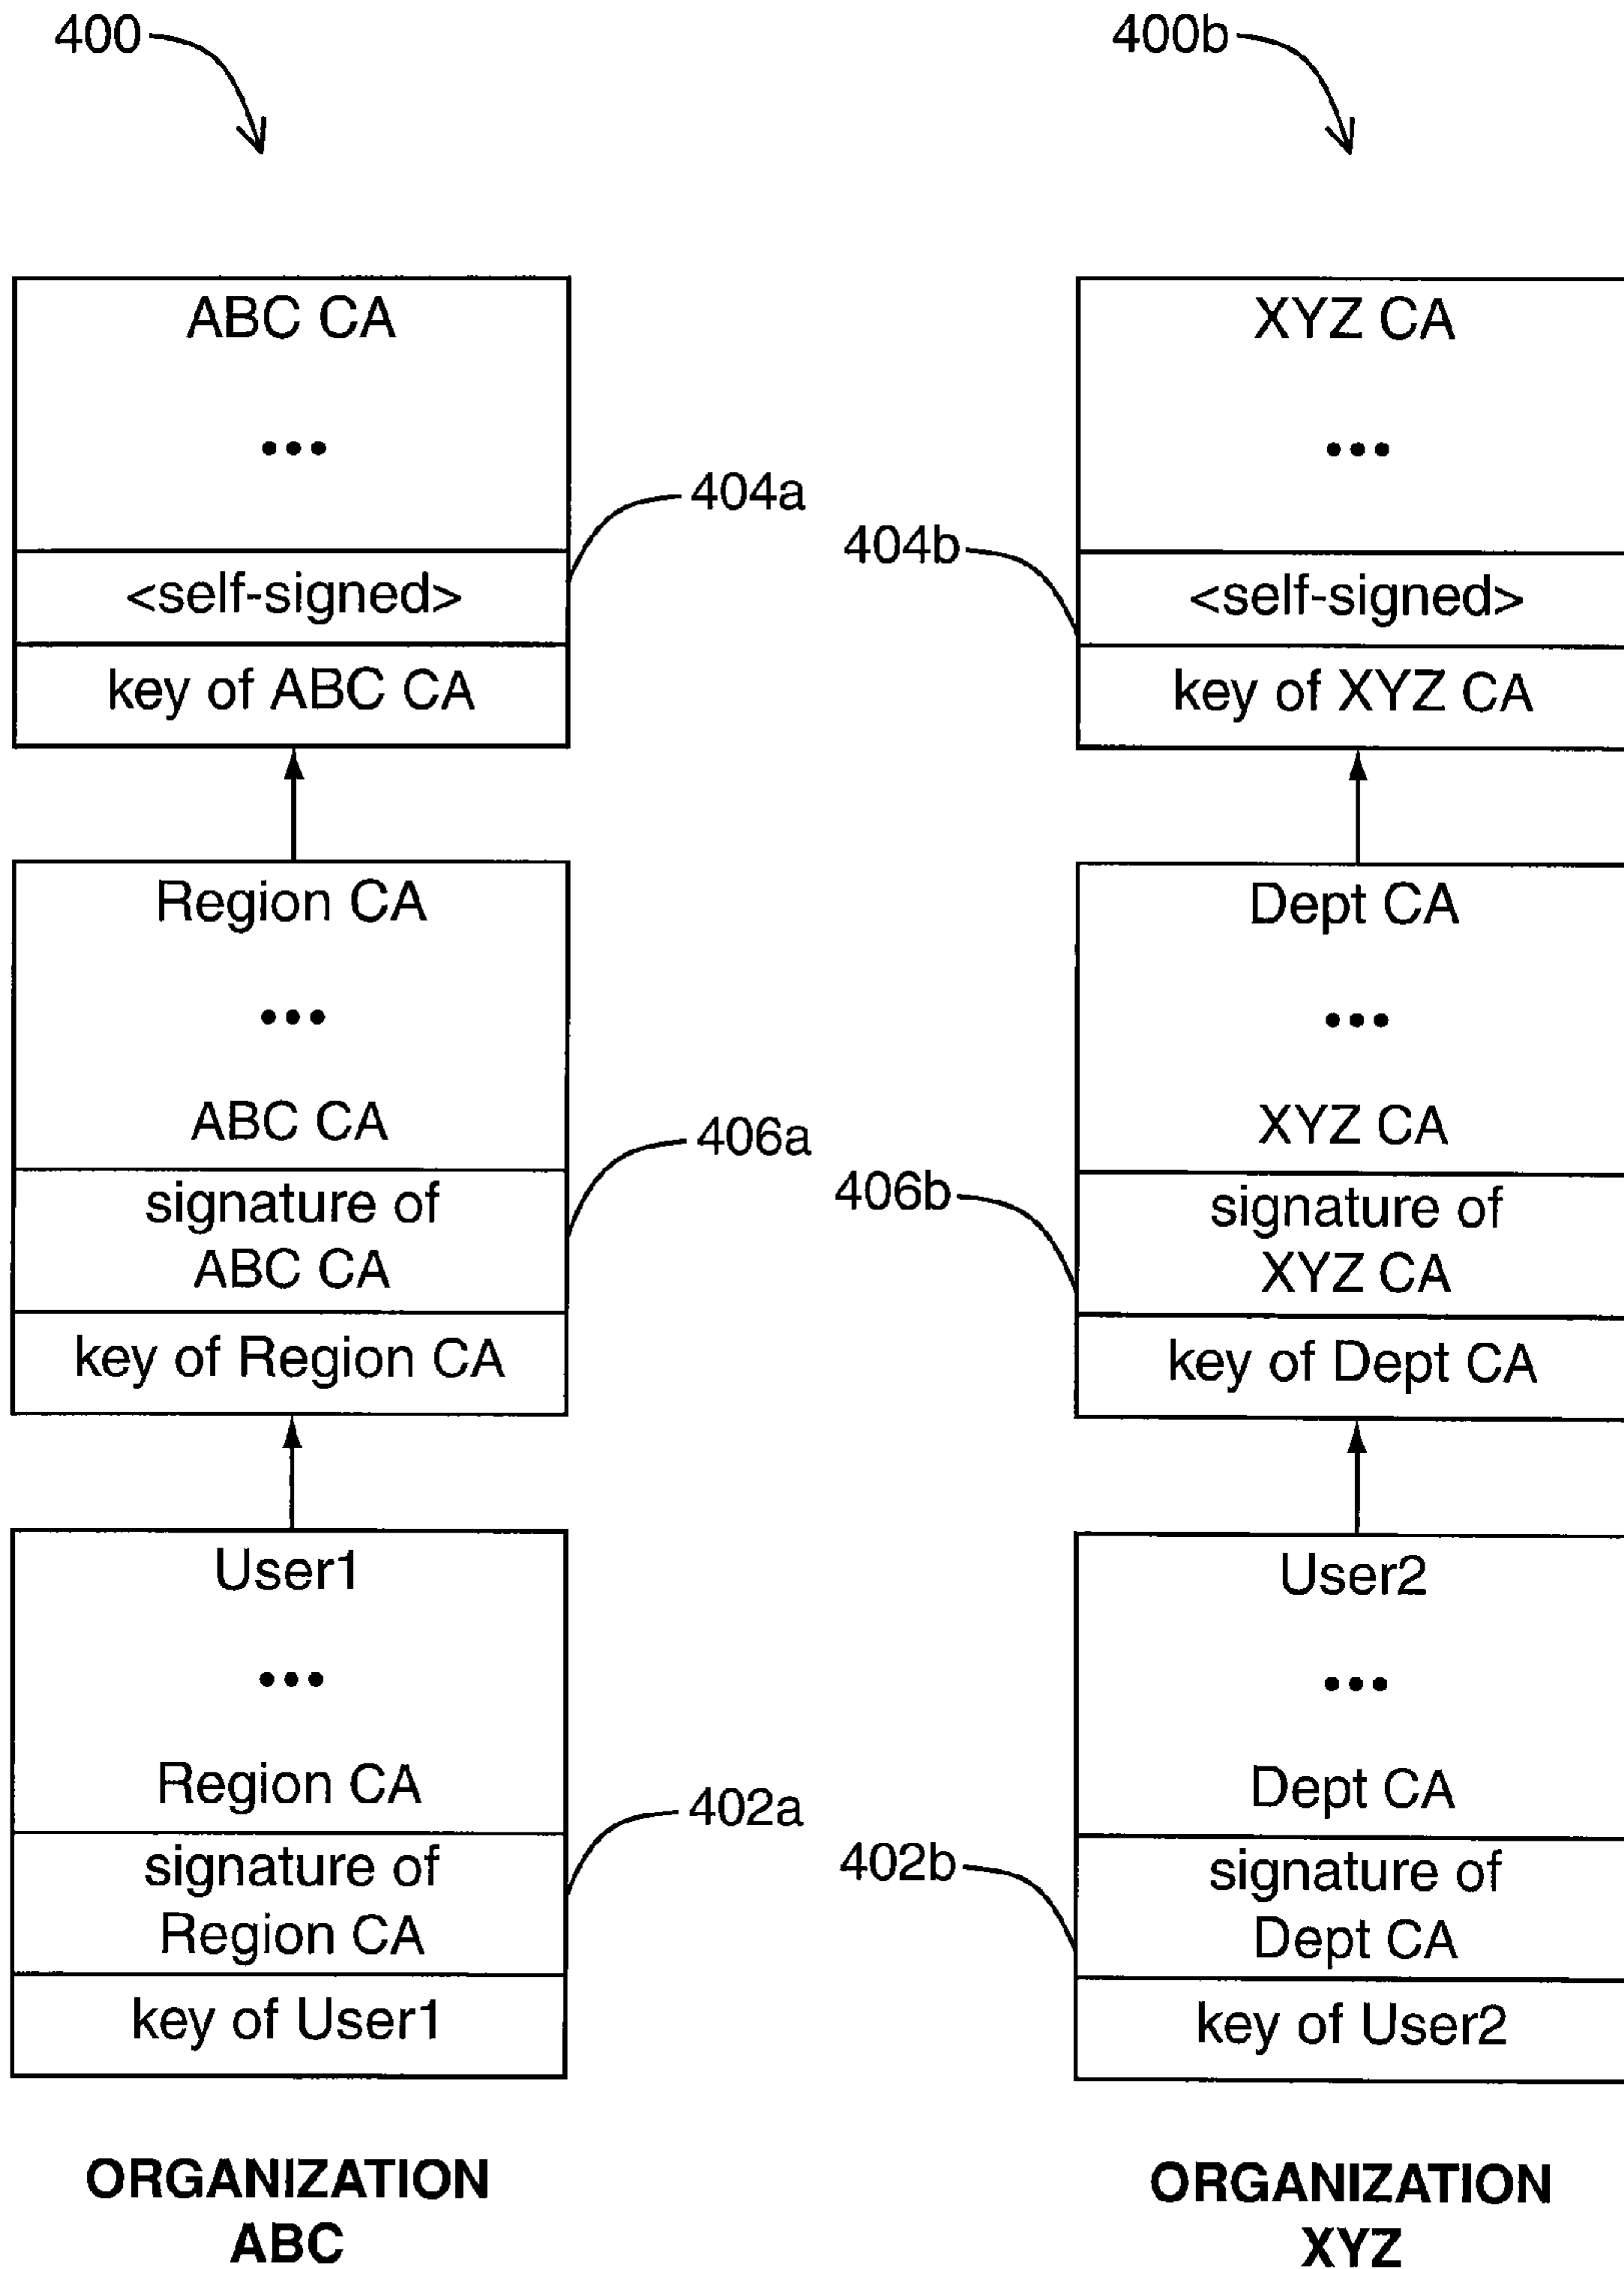 400
400b
ABC CA
•••
<self-signed>
key of ABC CA
404a
XYZ CA
•••
404b
<self-signed>
key of XYZ CA
Region CA
•••
ABC CA
signature of
ABC CA
key of Region CA
406a
Dept CA
•••
XYZ CA
406b
signature of
XYZ CA
key of Dept CA
User1
•••
Region CA
signature of
Region CA
key of User1
402a
User2
•••
Dept CA
402b
signature of
Dept CA
key of User2
ORGANIZATION
ABC
ORGANIZATION
XYZ